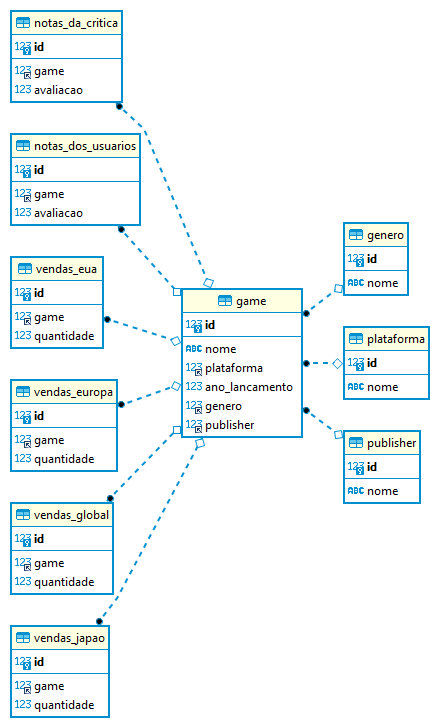 notas_da_critica
123 id
123 game
123 avaliacao
notas_dos_usuarios
123 id
123 game
123 avaliacao
vendas_eua
123 id
123 game
123 quantidade
vendas_europa
123 id
123 game
123 quantidade
vendas_global
123 id
123 game
123 quantidade
vendas_japao
123 id
123 game
123 quantidade
game
123 id
ABC nome
123 plataforma
123 ano_lancamento
123 genero
123 publisher
genero
123 id
ABC nome
plataforma
123 id
ABC nome
publisher
123 id
ABC nome